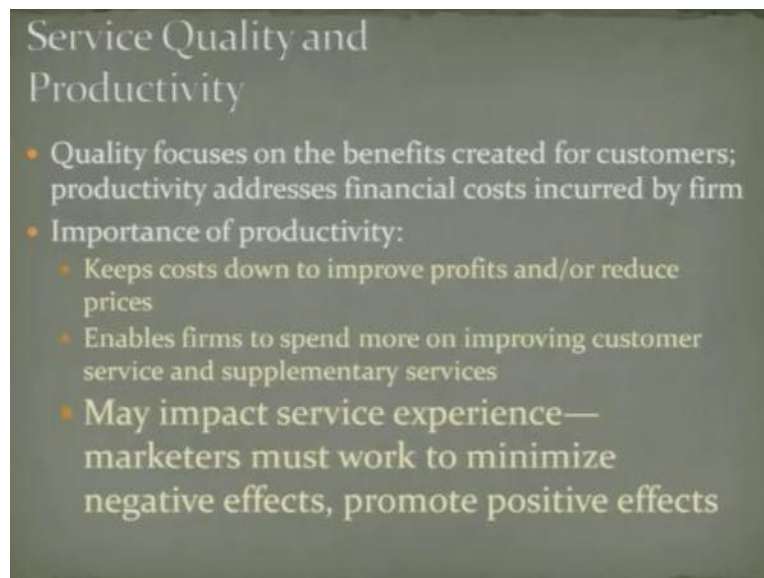 Service Quality and
Productivity
• Quality focuses on the benefits created for customers;
productivity addresses financial costs incurred by firm
• Importance of productivity:
• Keeps costs down to improve profits and/or reduce
prices
• Enables firms to spend more on improving customer
service and supplementary services
• May impact service experience—
marketers must work to minimize
negative effects, promote positive effects